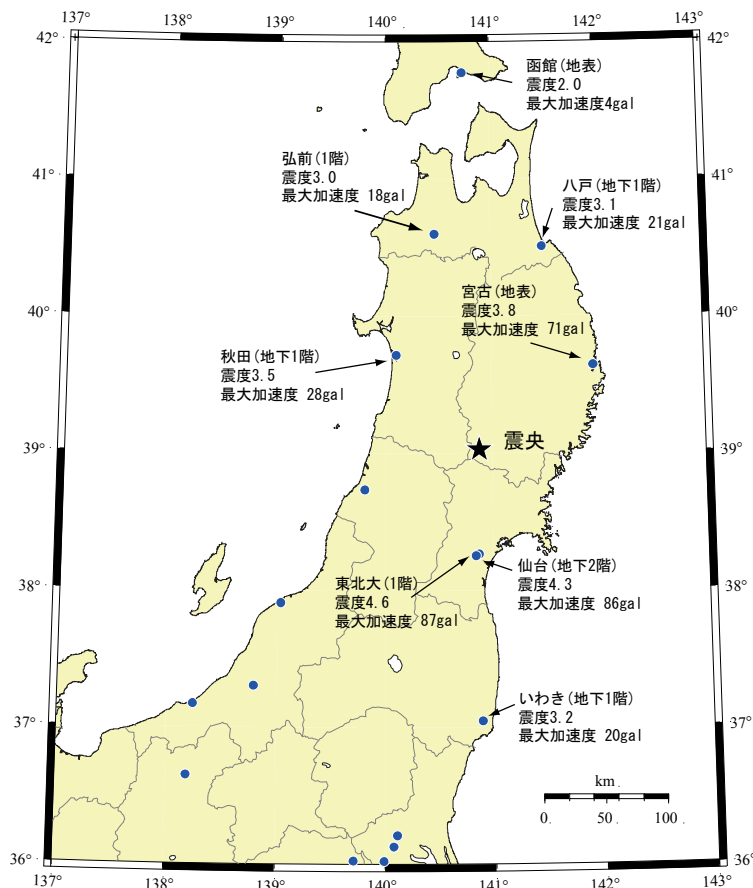 137°
138°
139°
140°
141°
142°
143°
42°
42°
函館(地表)
震度2.0
最大加速度4gal
弘前(1階)
震度3.0
最大加速度 18gal
41°
41°
八戸(地下1階)
震度3.1
最大加速度 21gal
宮古(地表)
震度3.8
最大加速度 71gal
40°
40°
秋田(地下1階)
震度3.5
最大加速度 28gal
震央
39°
39°
東北大(1階)
震度4.6
最大加速度 87gal
仙台(地下2階)
震度4.3
最大加速度 86gal
38°
38°
いわき(地下1階)
震度3.2
最大加速度 20gal
37°
37°
km.
0. 50. 100.
36°
36°
137°
138°
139°
140°
141°
142°
143°